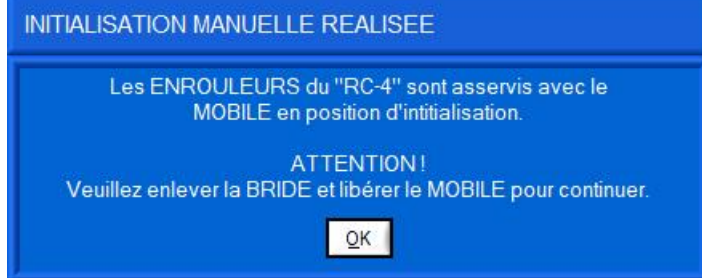 INITIALISATION MANUELLE REALISEE
Les ENROULEURS du "RC-4" sont asservis avec le
MOBILE en position d'intitialisation.
ATTENTION !
Veuillez enlever la BRIDE et libérer le MOBILE pour continuer.
OK